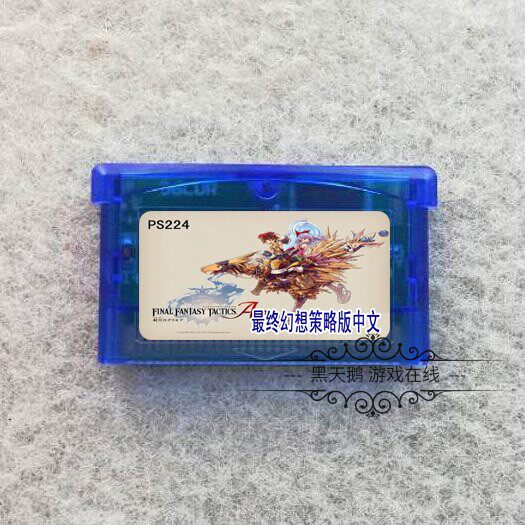 PS224
FINAL FANTASY TACTICS A
最终幻想策略版中文
--- 黑天鹅 游戏在线 ---